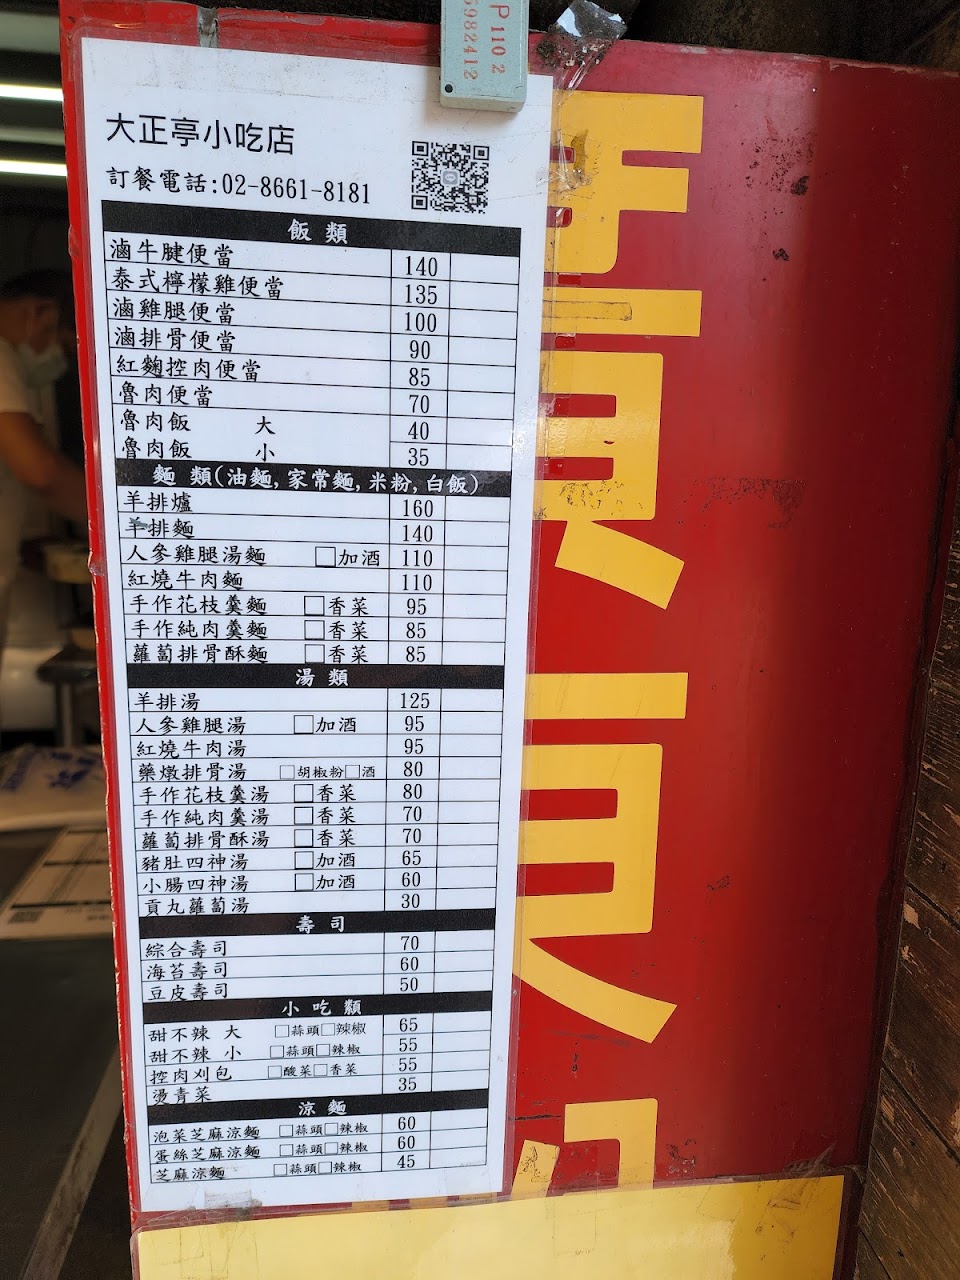 P1102
5982412
大正亭小吃店
訂餐電話:02-8661-8181
飯 類
滷牛腱便當 140
泰式檸檬雞便當 135
滷雞腿便當 100
滷排骨便當 90
紅麴控肉便當 85
魯肉便當 70
魯肉飯 大 40
魯肉飯 小 35
麵 類(油麵,家常麵,米粉,白飯)
羊排爐 160
羊排麵 140
人參雞腿湯麵 □加酒 110
紅燒牛肉麵 110
手作花枝羹麵 □香菜 95
手作純肉羹麵 □香菜 85
蘿蔔排骨酥麵 □香菜 85
湯 類
羊排湯 125
人參雞腿湯 □加酒 95
紅燒牛肉湯 95
藥燉排骨湯 □胡椒粉□酒 80
手作花枝羹湯 □香菜 80
手作純肉羹湯 □香菜 70
蘿蔔排骨酥湯 □香菜 70
豬肚四神湯 □加酒 65
小腸四神湯 □加酒 60
貢丸蘿蔔湯 30
壽 司
綜合壽司 70
海苔壽司 60
豆皮壽司 50
小 吃 類
甜不辣 大 □蒜頭□辣椒 65
甜不辣 小 □蒜頭□辣椒 55
控肉刈包 □酸菜□香菜 55
燙青菜 35
涼 麵
泡菜芝麻涼麵 □蒜頭□辣椒 60
蛋絲芝麻涼麵 □蒜頭□辣椒 60
芝麻涼麵 □蒜頭□辣椒 45